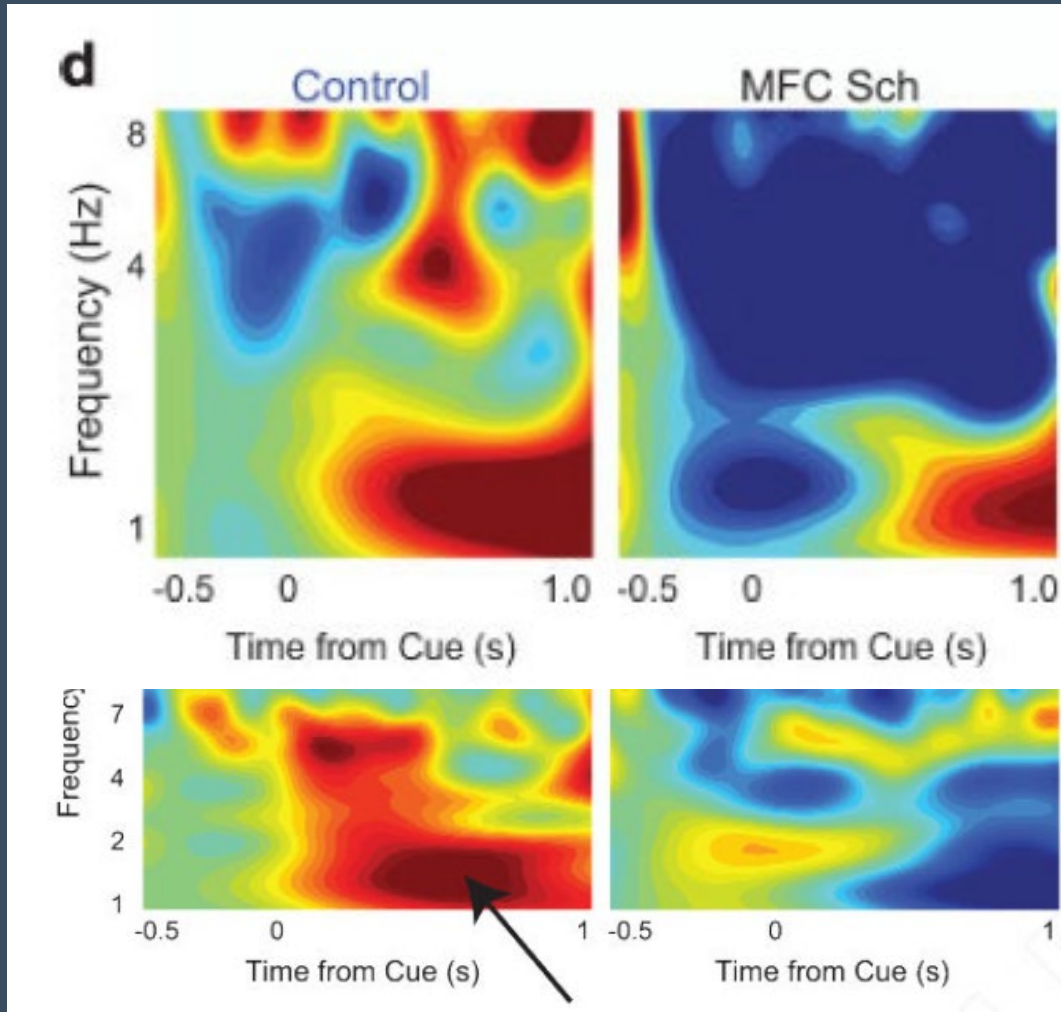 d
Control
MFC Sch
Frequency (Hz)
8
4
1
-0.5 0 1.0
-0.5 0 1.0
Time from Cue (s)
Time from Cue (s)
Frequency
7
4
2
1
-0.5 0 1
-0.5 0 1
Time from Cue (s)
Time from Cue (s)